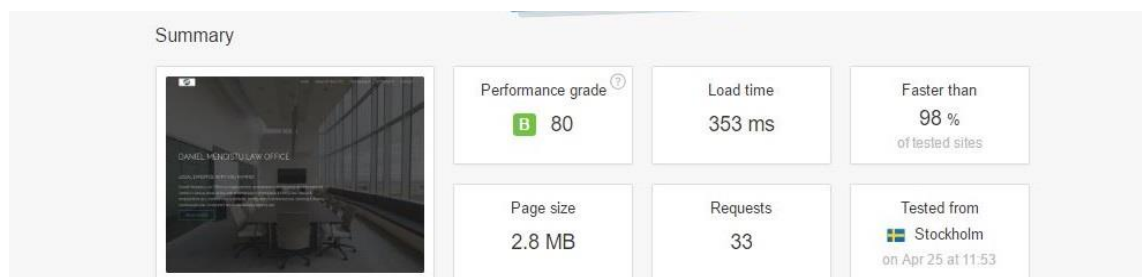 Summary
Performance grade ?
B 80
Load time
353 ms
Faster than
98 %
of tested sites
DANIEL MENGISTU LAW OFFICE
Page size
2.8 MB
Requests
33
Tested from
Stockholm
on Apr 25 at 11:53